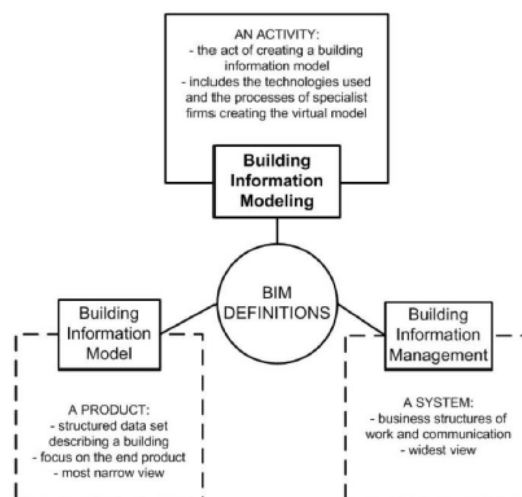 AN ACTIVITY:
- the act of creating a building
information model
- includes the technologies used
and the processes of specialist
firms creating the virtual model
Building
Information
Modeling
BIM
DEFINITIONS
Building
Information
Model
A PRODUCT:
- structured data set
describing a building
- focus on the end product
- most narrow view
Building
Information
Management
A SYSTEM:
- business structures of
work and communication
- widest view